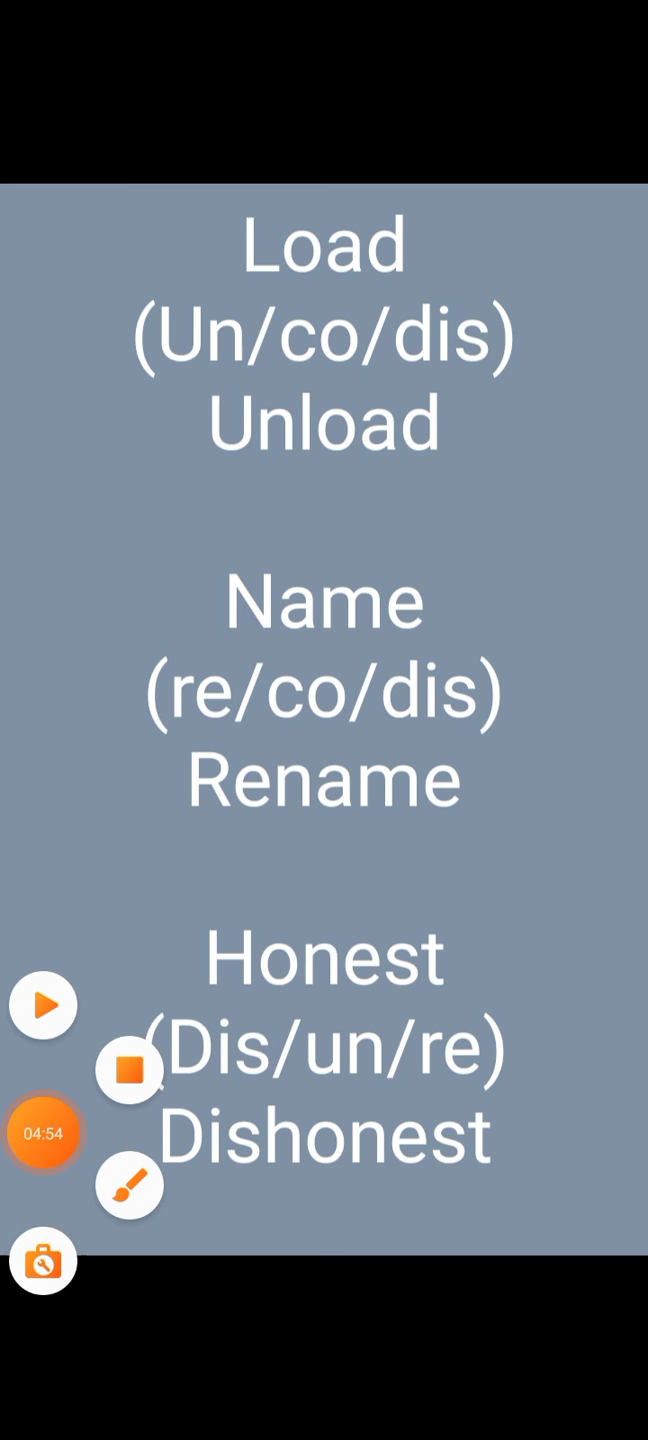 Load
(Un/co/dis)
Unload
Name
(re/co/dis)
Rename
Honest
(Dis/un/re)
Dishonest
04:54